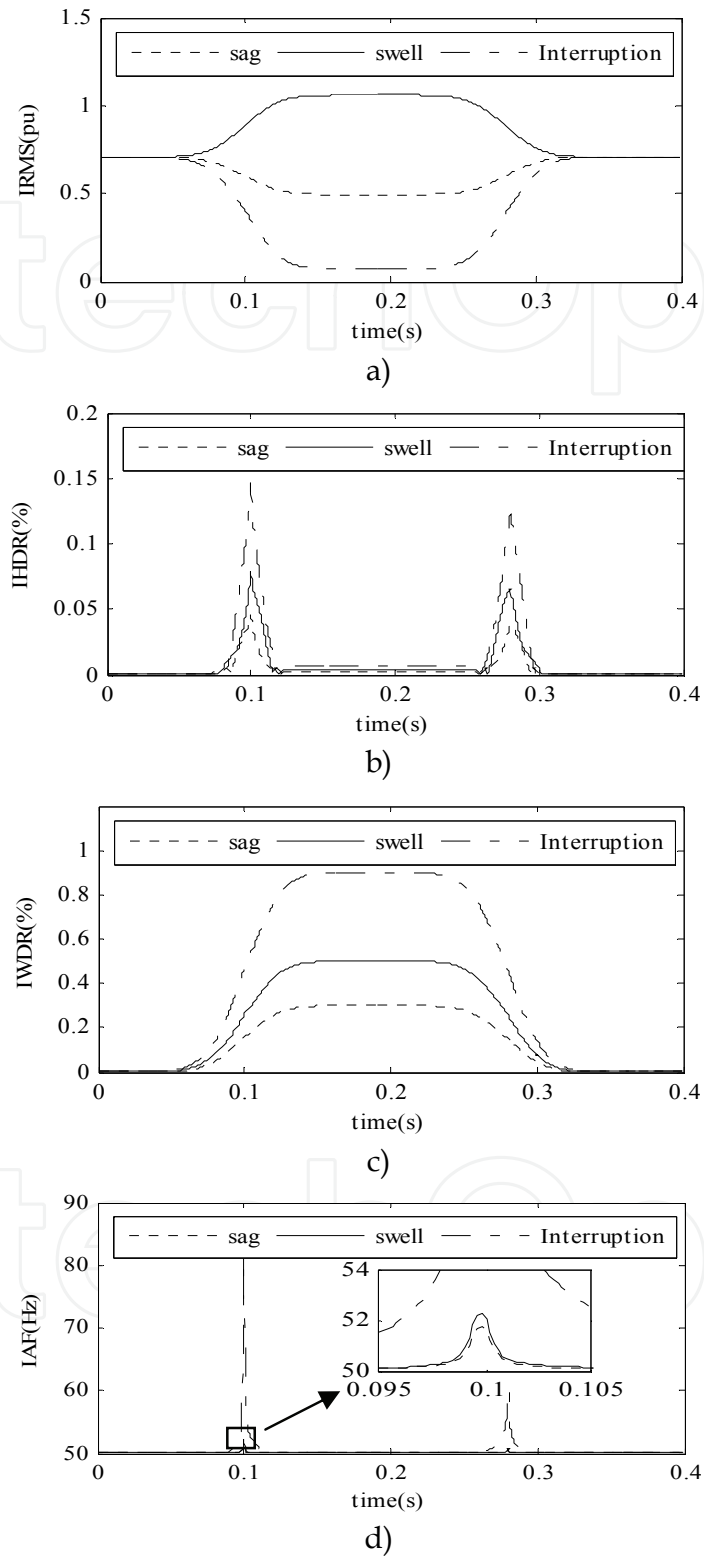 1.5
sag swell Interruption
1
IRMS(pu)
0.5
0
0 0.1 0.2 0.3 0.4
time(s)
a)
0.2
sag swell Interruption
0.15
IHDR(%)
0.1
0.05
0
0 0.1 0.2 0.3 0.4
time(s)
b)
sag swell Interruption
1
0.8
IWDR(%)
0.6
0.4
0.2
0
0 0.1 0.2 0.3 0.4
time(s)
c)
90
sag swell Interruption
80
54
IAF(Hz)
70
52
50
60
0.095 0.1 0.105
50
0 0.1 0.2 0.3 0.4
time(s)
d)